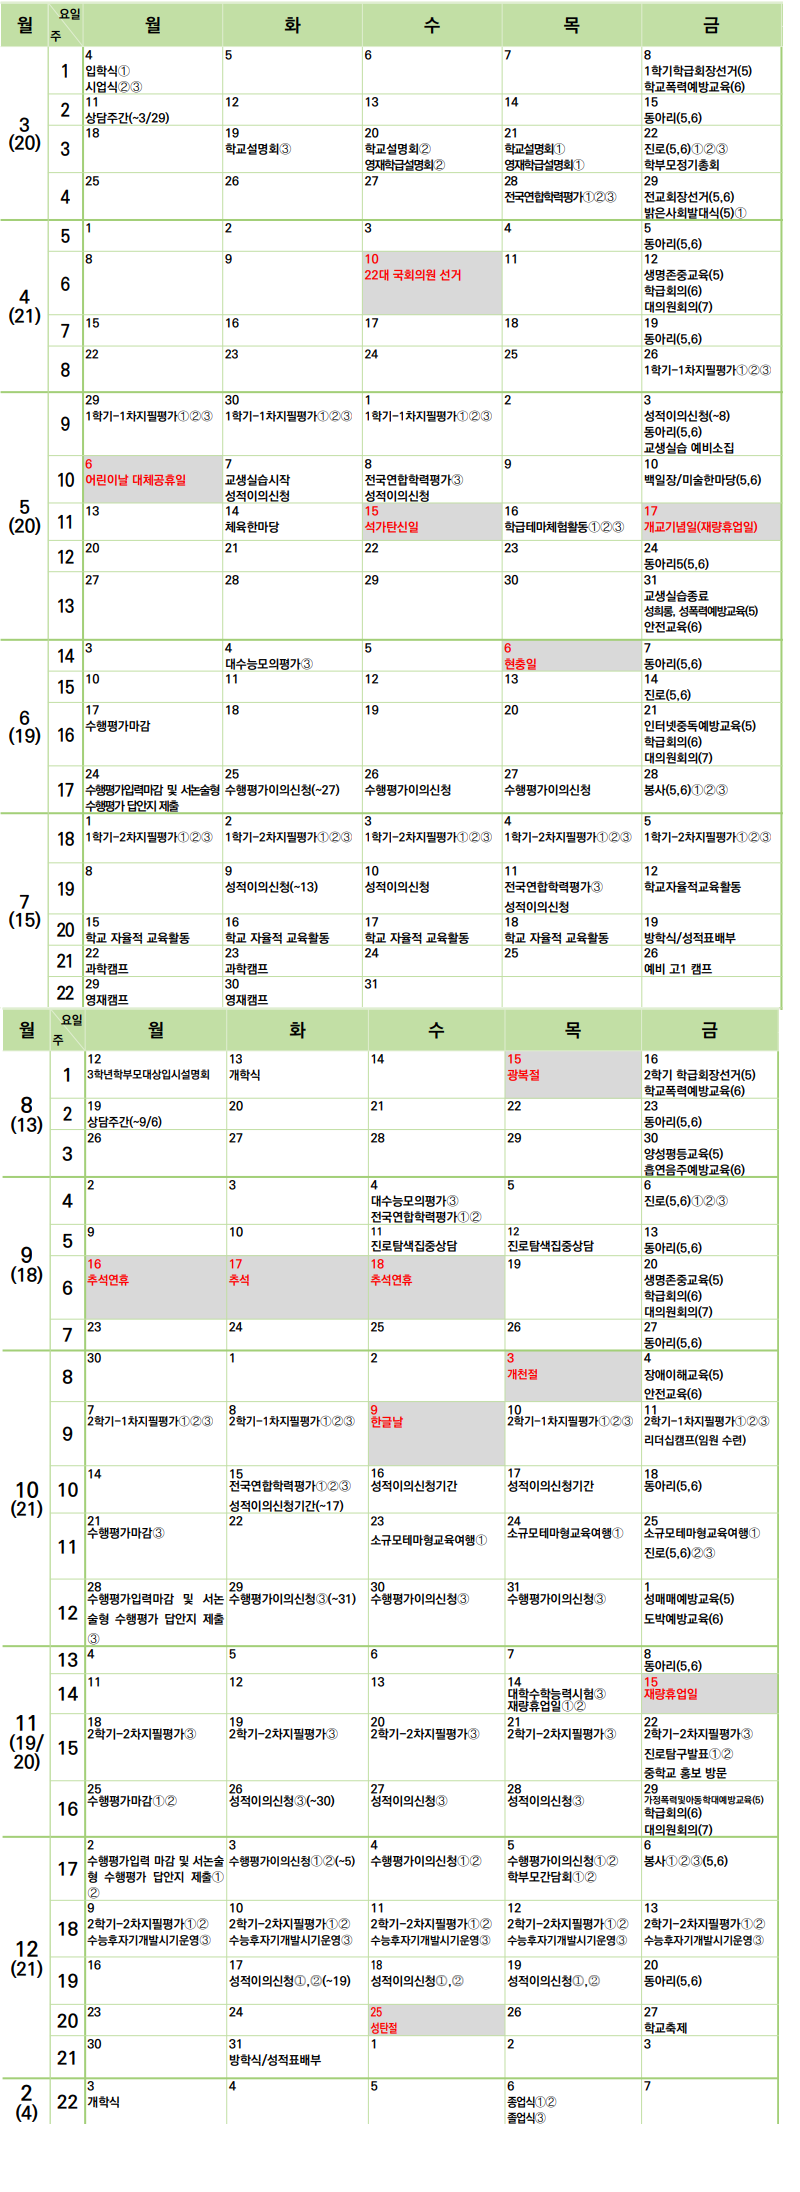 월 요일 주 월 화 수 목 금
3 (20)
1
4 입학식① 시업식②③
5
6
7
8 1학기학급회장선거(5) 학교폭력예방교육(6)
2
11 상담주간(~3/29)
12
13
14
15 동아리(5,6)
3
18
19 학교설명회③
20 학교설명회② 영재학급설명회②
21 학교설명회① 영재학급설명회①
22 진로(5,6)①②③ 학부모정기총회
4
25
26
27
28 전국연합학력평가①②③
29 전교회장선거(5,6) 밝은사회발대식(5)①
4 (21)
5
1
2
3
4
5 동아리(5,6)
6
8
9
10 22대 국회의원 선거
11
12 생명존중교육(5) 학급회의(6) 대의원회의(7)
7
15
16
17
18
19 동아리(5,6)
8
22
23
24
25
26 1학기-1차지필평가①②③
5 (20)
9
29 1학기-1차지필평가①②③
30 1학기-1차지필평가①②③
1 1학기-1차지필평가①②③
2
3 성적이의신청(~8) 동아리(5,6) 교생실습 예비소집
10
6 어린이날 대체공휴일
7 교생실습시작 성적이의신청
8 전국연합학력평가③ 성적이의신청
9
10 백일장/미술한마당(5,6)
11
13
14 체육한마당
15 석가탄신일
16 학급테마체험활동①②③
17 개교기념일(재량휴업일)
12
20
21
22
23
24 동아리5(5,6)
13
27
28
29
30
31 교생실습종료 성희롱, 성폭력예방교육(5) 안전교육(6)
6 (19)
14
3
4 대수능모의평가③
5
6 현충일
7 동아리(5,6)
15
10
11
12
13
14 진로(5,6)
16
17 수행평가마감
18
19
20
21 인터넷중독예방교육(5) 학급회의(6) 대의원회의(7)
17
24 수행평가입력마감 및 서논술형 수행평가 답안지 제출
25 수행평가이의신청(~27)
26 수행평가이의신청
27 수행평가이의신청
28 봉사(5,6)①②③
7 (15)
18
1 1학기-2차지필평가①②③
2 1학기-2차지필평가①②③
3 1학기-2차지필평가①②③
4 1학기-2차지필평가①②③
5 1학기-2차지필평가①②③
19
8
9 성적이의신청(~13)
10 성적이의신청
11 전국연합학력평가③ 성적이의신청
12 학교자율적교육활동
20
15 학교 자율적 교육활동
16 학교 자율적 교육활동
17 학교 자율적 교육활동
18 학교 자율적 교육활동
19 방학식/성적표배부
21
22 과학캠프
23 과학캠프
24
25
26 예비 고1 캠프
22
29 영재캠프
30 영재캠프
31
월 요일 주 월 화 수 목 금
8 (13)
1
12 3학년학부모대상입시설명회
13 개학식
14
15 광복절
16 2학기 학급회장선거(5) 학교폭력예방교육(6)
2
19 상담주간(~9/6)
20
21
22
23 동아리(5,6)
3
26
27
28
29
30 양성평등교육(5) 흡연음주예방교육(6)
9 (18)
4
2
3
4 대수능모의평가③ 전국연합학력평가①②
5
6 진로(5,6)①②③
5
9
10
11 진로탐색집중상담
12 진로탐색집중상담
13 동아리(5,6)
6
16 추석연휴
17 추석
18 추석연휴
19
20 생명존중교육(5) 학급회의(6) 대의원회의(7)
7
23
24
25
26
27 동아리(5,6)
10 (21)
8
30
1
2
3 개천절
4 장애이해교육(5) 안전교육(6)
9
7 2학기-1차지필평가①②③
8 2학기-1차지필평가①②③
9 한글날
10 2학기-1차지필평가①②③
11 2학기-1차지필평가①②③ 리더십캠프(임원 수련)
10
14
15 전국연합학력평가①②③ 성적이의신청기간(~17)
16 성적이의신청기간
17 성적이의신청기간
18 동아리(5,6)
11
21 수행평가마감③
22
23 소규모테마형교육여행①
24 소규모테마형교육여행①
25 소규모테마형교육여행① 진로(5,6)②③
12
28 수행평가입력마감 및 서논술형 수행평가 답안지 제출③
29 수행평가이의신청③(~31)
30 수행평가이의신청③
31 수행평가이의신청③
1 성매매예방교육(5) 도박예방교육(6)
11 (19/20)
13
4
5
6
7
8 동아리(5,6)
14
11
12
13
14 대학수학능력시험③ 재량휴업일①②
15 재량휴업일
15
18 2학기-2차지필평가③
19 2학기-2차지필평가③
20 2학기-2차지필평가③
21 2학기-2차지필평가③
22 2학기-2차지필평가③ 진로탐구발표①② 중학교 홍보 방문
16
25 수행평가마감①②
26 성적이의신청③(~30)
27 성적이의신청③
28 성적이의신청③
29 가정폭력및아동학대예방교육(5) 학급회의(6) 대의원회의(7)
12 (21)
17
2 수행평가입력 마감 및 서논술형 수행평가 답안지 제출①②
3 수행평가이의신청①②(~5)
4 수행평가이의신청①②
5 수행평가이의신청①② 학부모간담회①②
6 봉사①②③(5,6)
18
9 2학기-2차지필평가①② 수능후자기개발시기운영③
10 2학기-2차지필평가①② 수능후자기개발시기운영③
11 2학기-2차지필평가①② 수능후자기개발시기운영③
12 2학기-2차지필평가①② 수능후자기개발시기운영③
13 2학기-2차지필평가①② 수능후자기개발시기운영③
19
16
17 성적이의신청①,②(~19)
18 성적이의신청①,②
19 성적이의신청①,②
20 동아리(5,6)
20
23
24
25 성탄절
26
27 학교축제
21
30
31 방학식/성적표배부
1
2
3
2 (4)
22
3 개학식
4
5
6 종업식①② 졸업식③
7